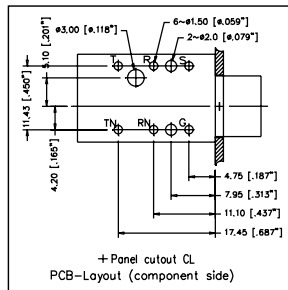 6~ø1.50 [ø.059"]
ø3,00 [ø,118"]
2~ø2.0 [ø,079"]
T R S
5.10 [.201"]
11,43 [.450"]
4.20 [.165"]
TN RN G
4.75 [.187"]
7.95 [.313"]
11.10 [.437"]
17.45 [.687"]
+ Panel cutout CL
PCB-Layout (component side)